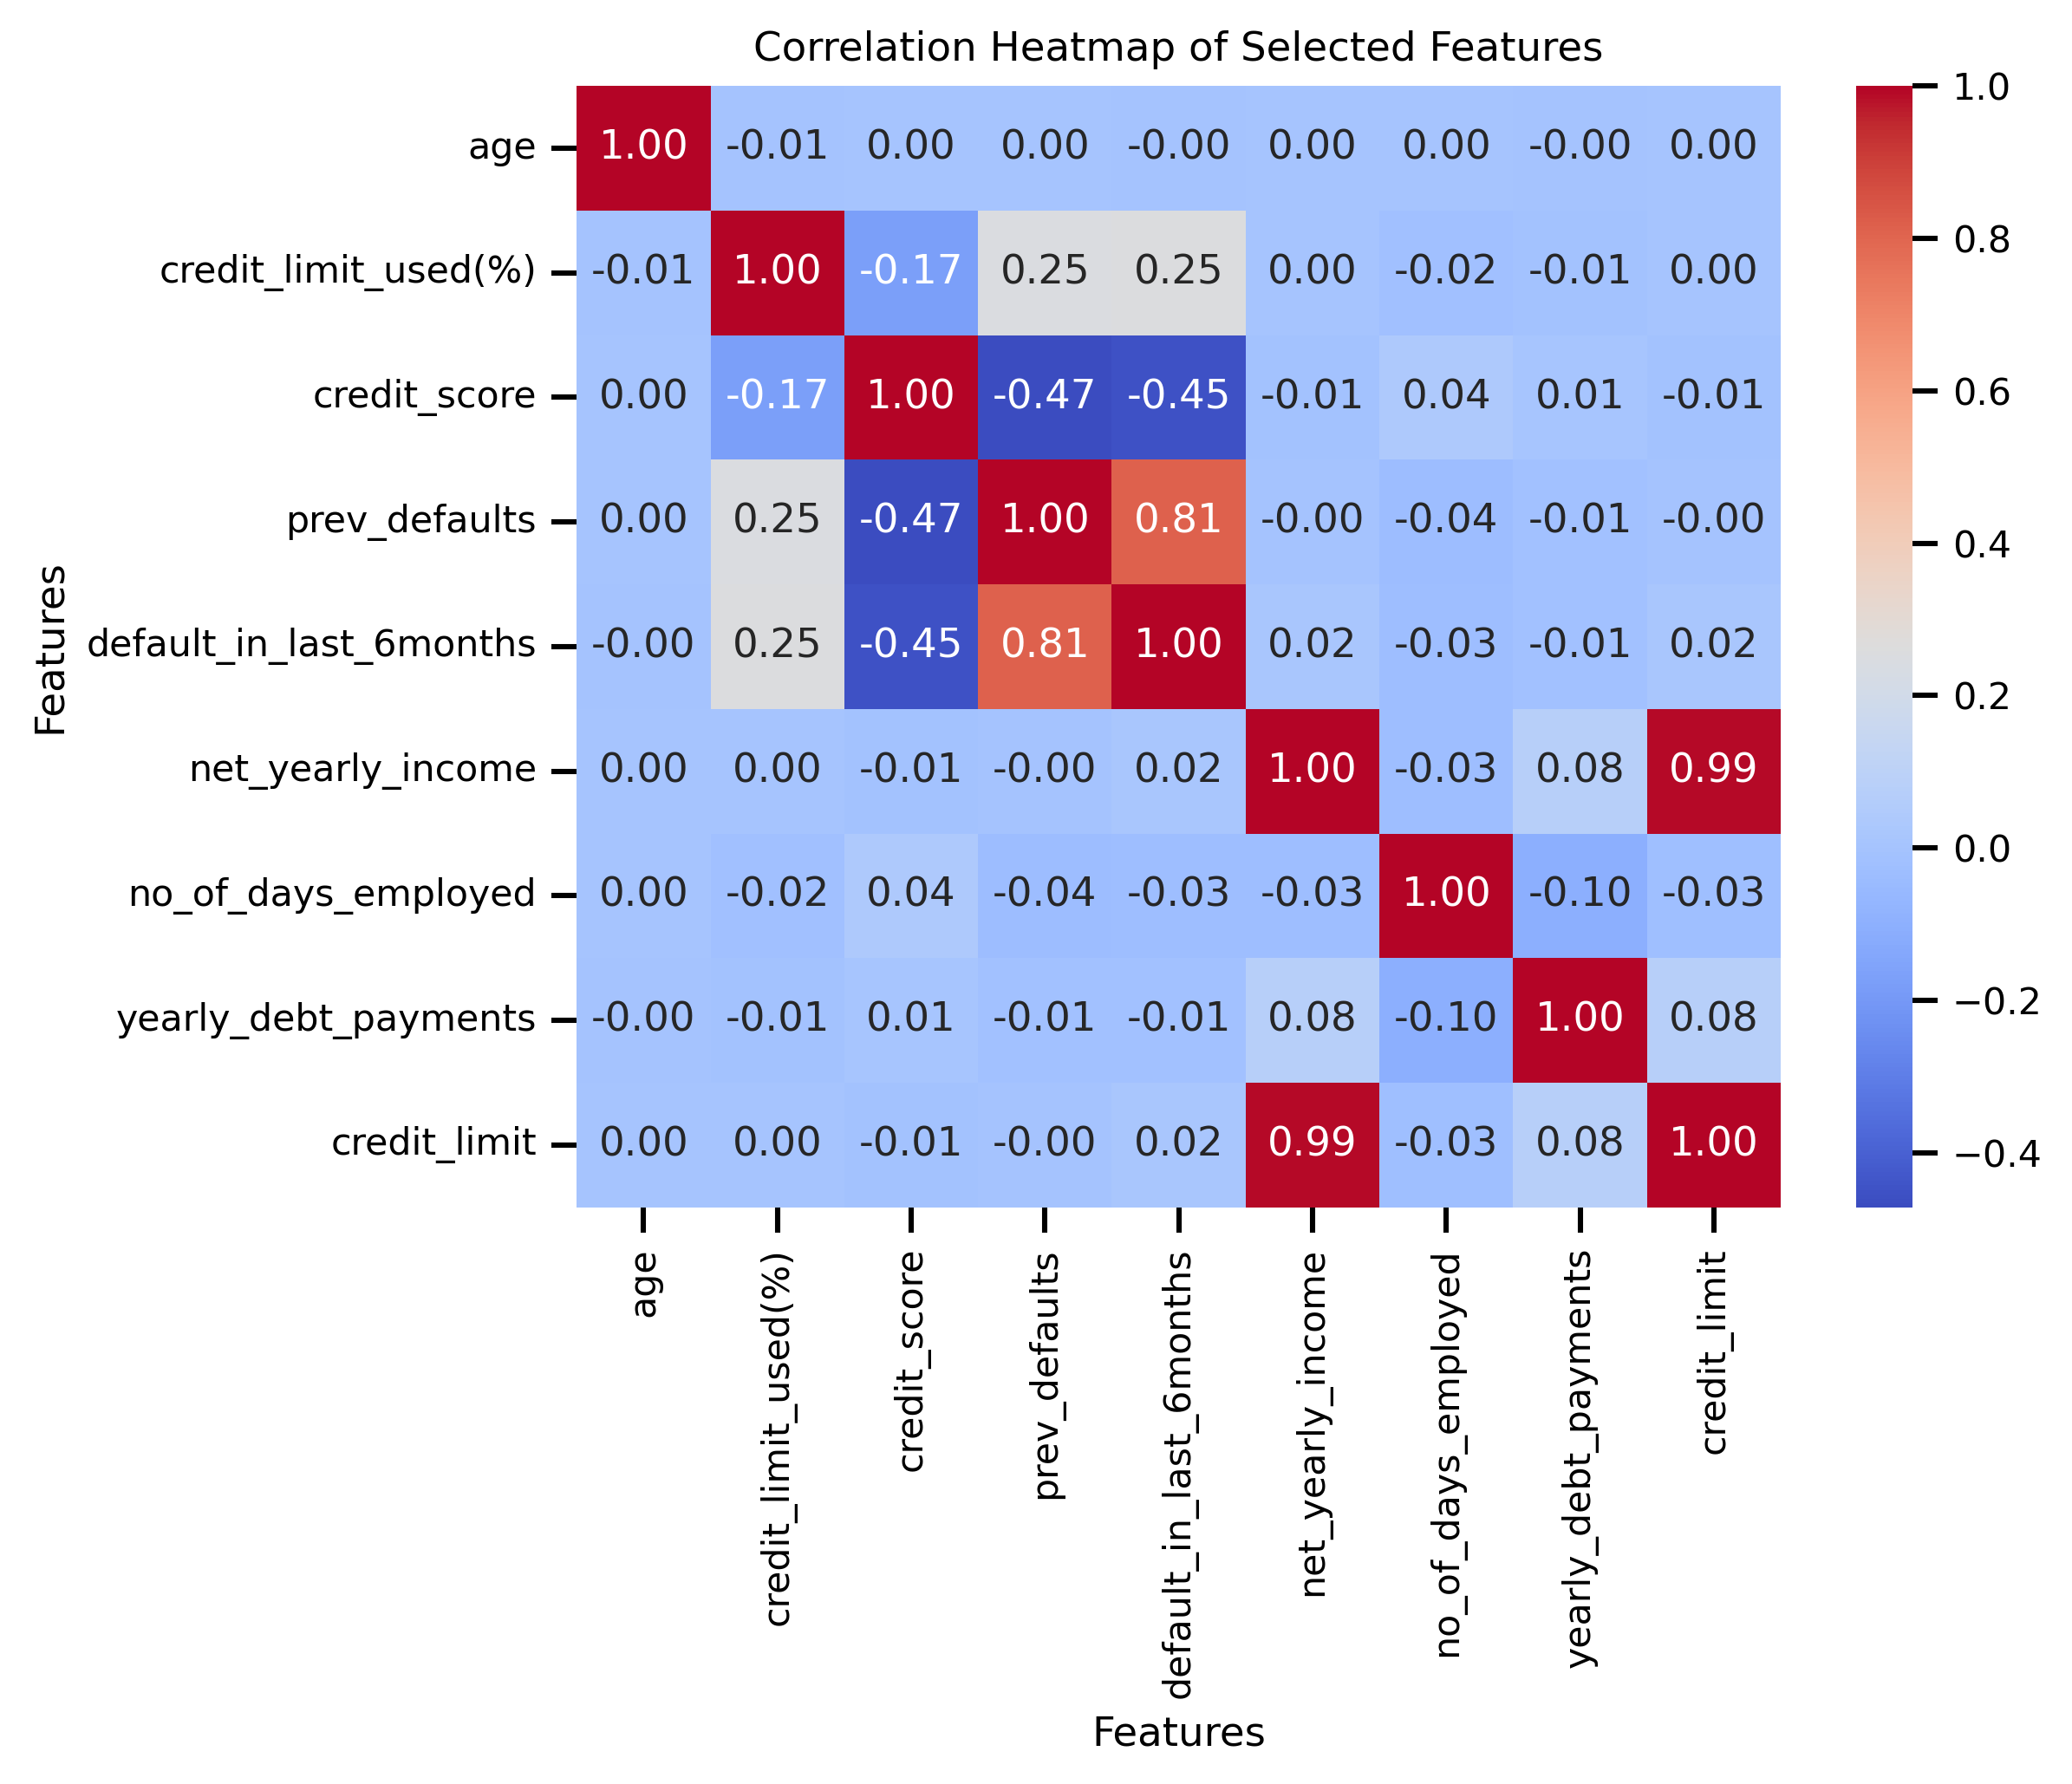 Correlation Heatmap of Selected Features
Features
age 1.00 -0.01 0.00 0.00 -0.00 0.00 0.00 -0.00 0.00
credit_limit_used(%) -0.01 1.00 -0.17 0.25 0.25 0.00 -0.02 -0.01 0.00
credit_score 0.00 -0.17 1.00 -0.47 -0.45 -0.01 0.04 0.01 -0.01
prev_defaults 0.00 0.25 -0.47 1.00 0.81 -0.00 -0.04 -0.01 -0.00
default_in_last_6months -0.00 0.25 -0.45 0.81 1.00 0.02 -0.03 -0.01 0.02
net_yearly_income 0.00 0.00 -0.01 -0.00 0.02 1.00 -0.03 0.08 0.99
no_of_days_employed 0.00 -0.02 0.04 -0.04 -0.03 -0.03 1.00 -0.10 -0.03
yearly_debt_payments -0.00 -0.01 0.01 -0.01 -0.01 0.08 -0.10 1.00 0.08
credit_limit 0.00 0.00 -0.01 -0.00 0.02 0.99 -0.03 0.08 1.00
age
credit_limit_used(%)
credit_score
prev_defaults
default_in_last_6months
net_yearly_income
no_of_days_employed
yearly_debt_payments
credit_limit
Features
1.0
0.8
0.6
0.4
0.2
0.0
−0.2
−0.4